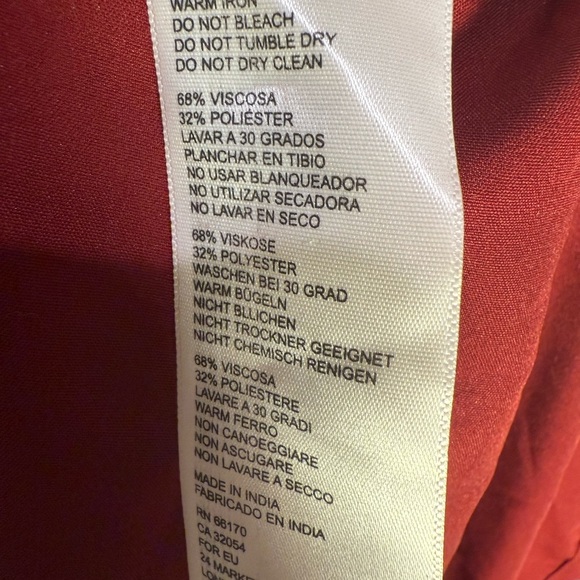 WARM IRON
DO NOT BLEACH
DO NOT TUMBLE DRY
DO NOT DRY CLEAN
68% VISCOSA
32% POLIÉSTER
LAVAR A 30 GRADOS
PLANCHAR EN TIBIO
NO USAR BLANQUEADOR
NO UTILIZAR SECADORA
NO LAVAR EN SECO
68% VISKOSE
32% POLYESTER
WASCHEN BEI 30 GRAD
WARM BÜGELN
NICHT BLLICHEN
NICHT TROCKNER GEEIGNET
NICHT CHEMISCH RENIGEN
68% VISCOSA
32% POLIESTERE
LAVARE A 30 GRADI
WARM FERRO
NON CANOEGGIARE
NON ASCUGARE
NON LAVARE A SECCO
MADE IN INDIA
FABRICADO EN INDIA
RN 66170
CA 32054
FOR EU
24 MARKE